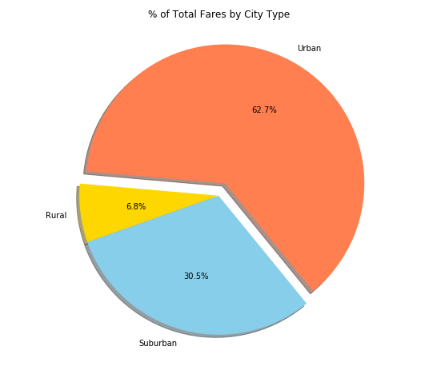 % of Total Fares by City Type
Urban
62.7%
Rural
6.8%
30.5%
Suburban